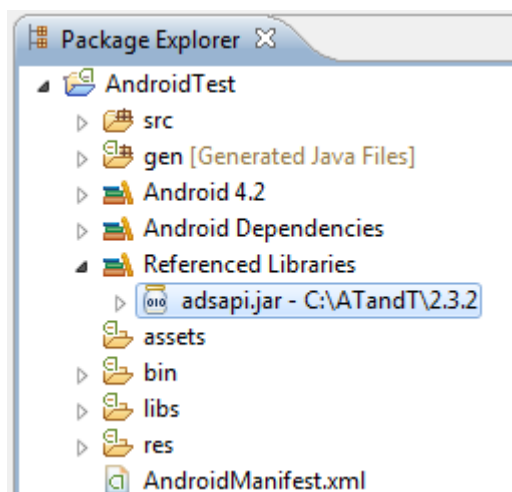 Package Explorer
AndroidTest
src
gen [Generated Java Files]
Android 4.2
Android Dependencies
Referenced Libraries
adsapi.jar - C:\ATandT\2.3.2
assets
bin
libs
res
AndroidManifest.xml